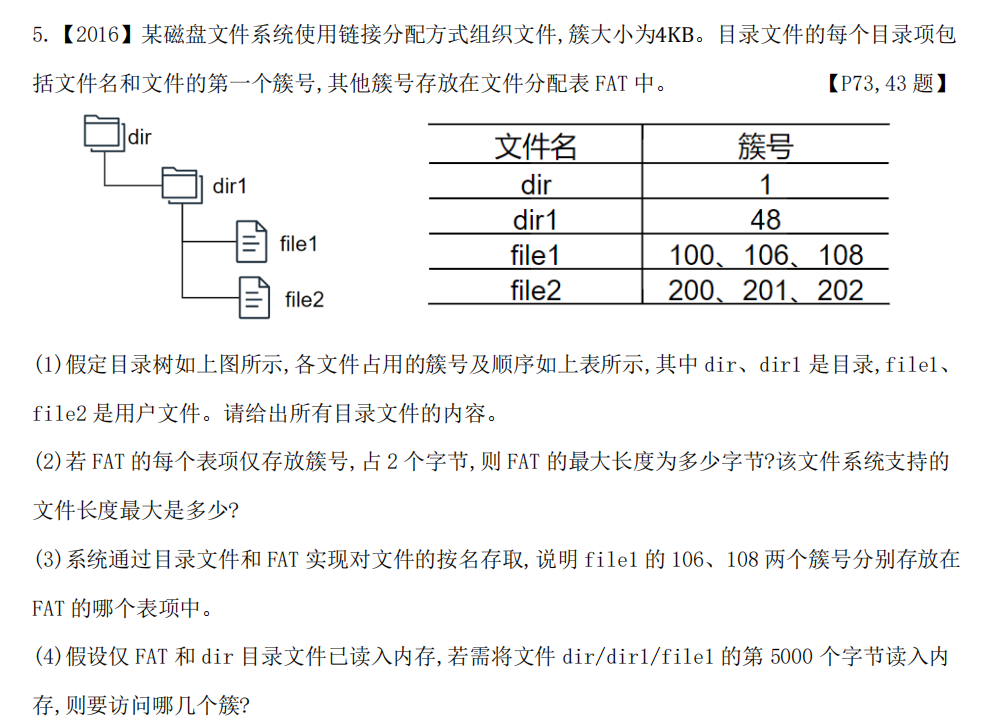 5.【2016】某磁盘文件系统使用链接分配方式组织文件,簇大小为4KB。目录文件的每个目录项包
括文件名和文件的第一个簇号,其他簇号存放在文件分配表 FAT 中。 【P73,43 题】
dir
dir1
file1
file2
文件名 簇号
dir 1
dir1 48
file1 100、106、108
file2 200、201、202
(1)假定目录树如上图所示,各文件占用的簇号及顺序如上表所示,其中 dir、dir1 是目录,file1、
file2 是用户文件。请给出所有目录文件的内容。
(2)若 FAT 的每个表项仅存放簇号,占 2 个字节,则 FAT 的最大长度为多少字节?该文件系统支持的
文件长度最大是多少?
(3)系统通过目录文件和 FAT 实现对文件的按名存取,说明 file1 的 106、108 两个簇号分别存放在
FAT 的哪个表项中。
(4)假设仅 FAT 和 dir 目录文件已读入内存,若需将文件 dir/dir1/file1 的第 5000 个字节读入内
存,则要访问哪几个簇?